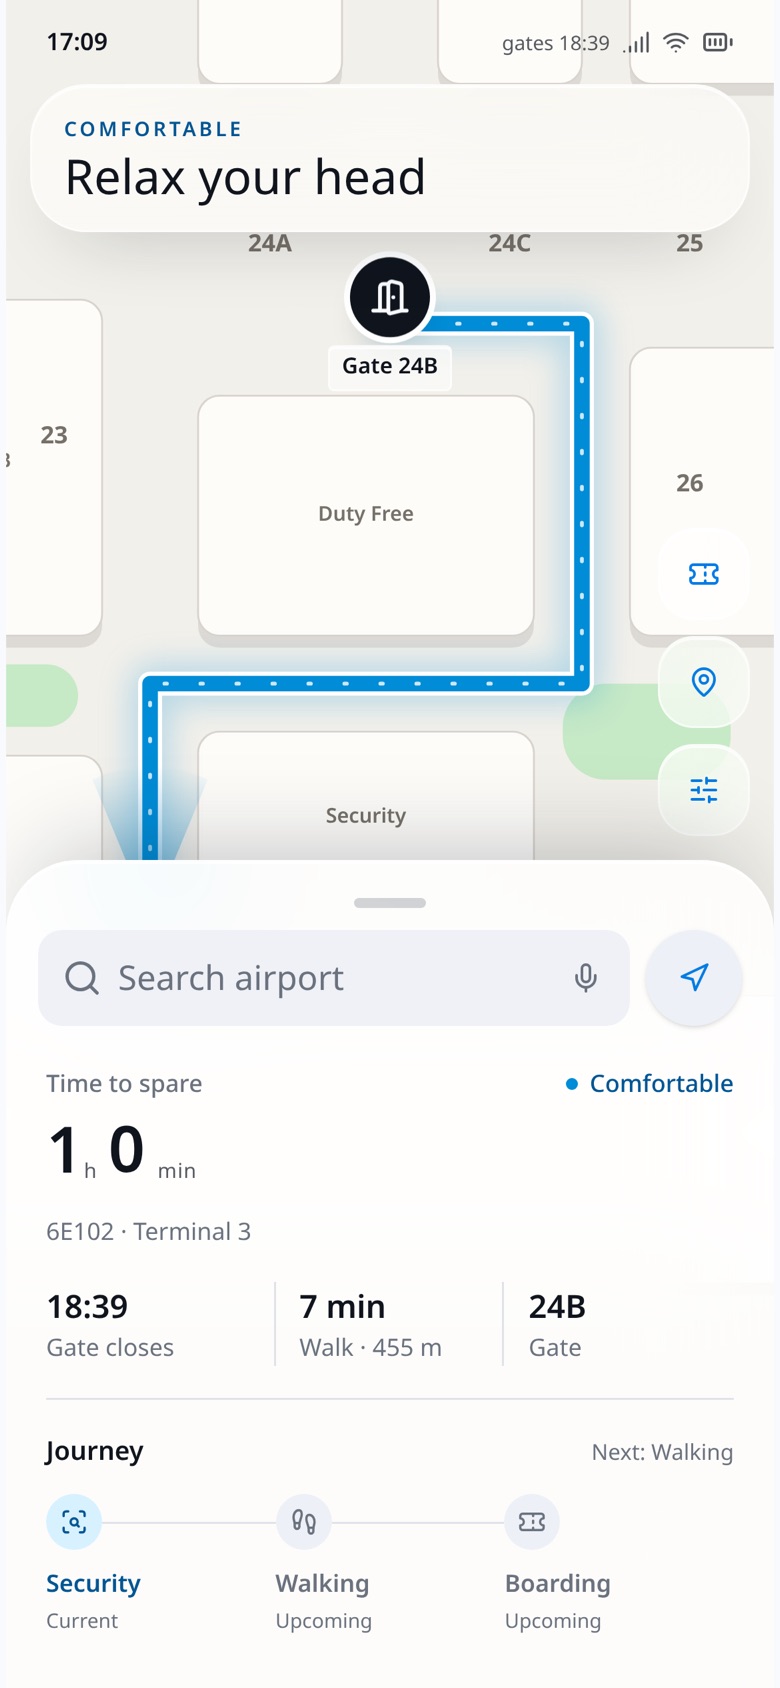 17:09
gates 18:39
COMFORTABLE
Relax your head
24A
24C
25
Gate 24B
23
26
Duty Free
Security
Search airport
Time to spare
Comfortable
1 h 0 min
6E102 · Terminal 3
18:39
Gate closes
7 min
Walk · 455 m
24B
Gate
Journey
Next: Walking
Security
Current
Walking
Upcoming
Boarding
Upcoming